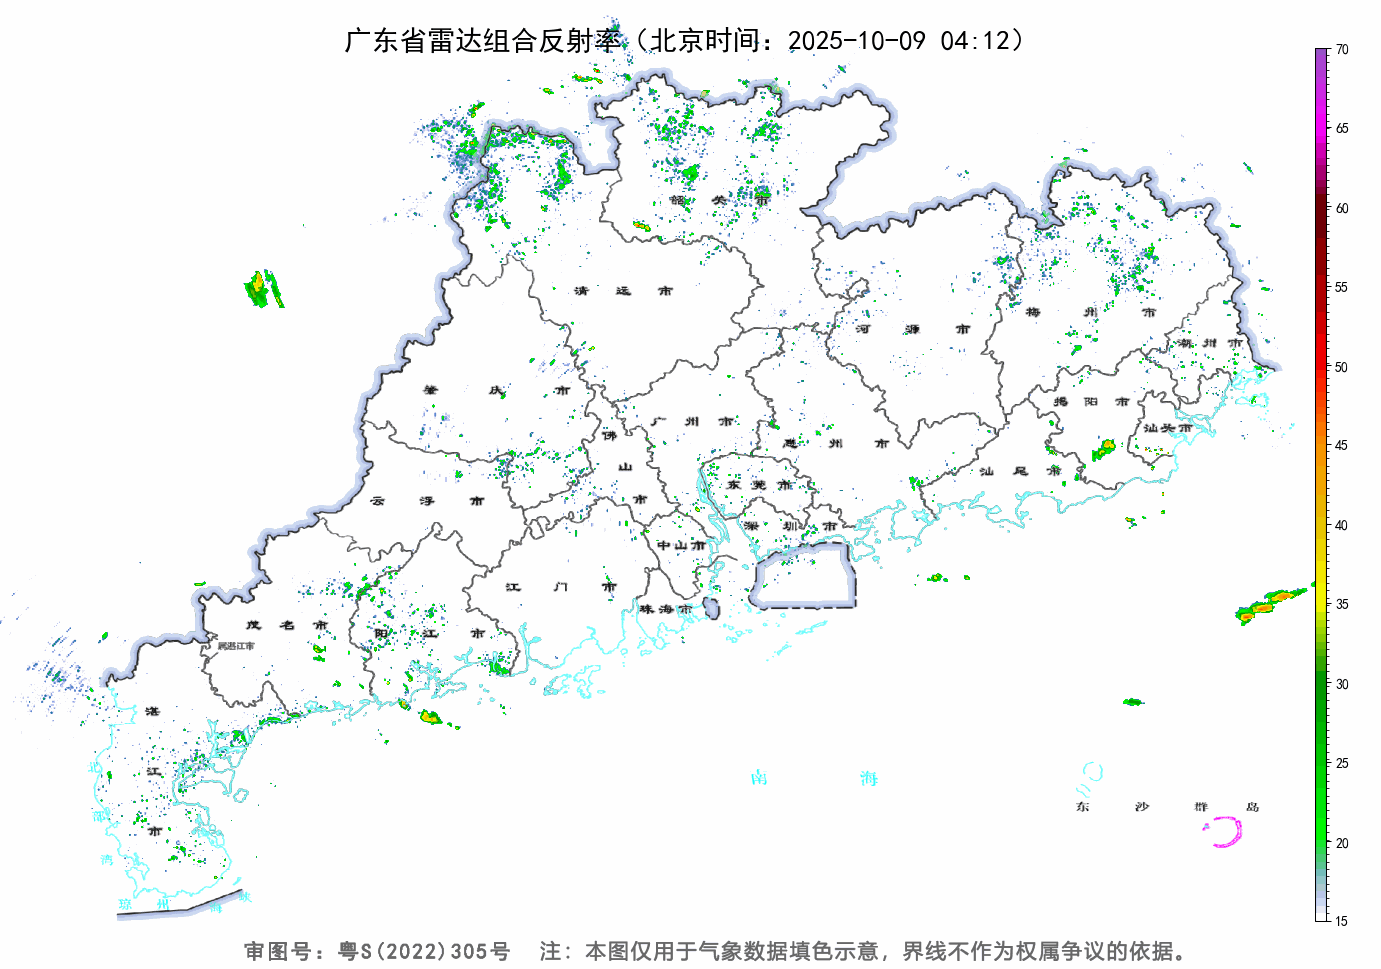 广东省雷达组合反射率（北京时间：2025-10-09 04:12）
70
65
60
55
50
45
40
35
30
25
20
15
韶关市
清远市
河源市
梅州市
潮州市
肇庆市
广州市
揭阳市
汕头市
佛山市
惠州市
汕尾市
云浮市
东莞市
深圳市
中山市
江门市
珠海市
茂名市
阳江市
属湛江市
湛江市
南海
北部湾
东沙群岛
琼州海峡
审图号：粤S(2022)305号 注：本图仅用于气象数据填色示意，界线不作为权属争议的依据。